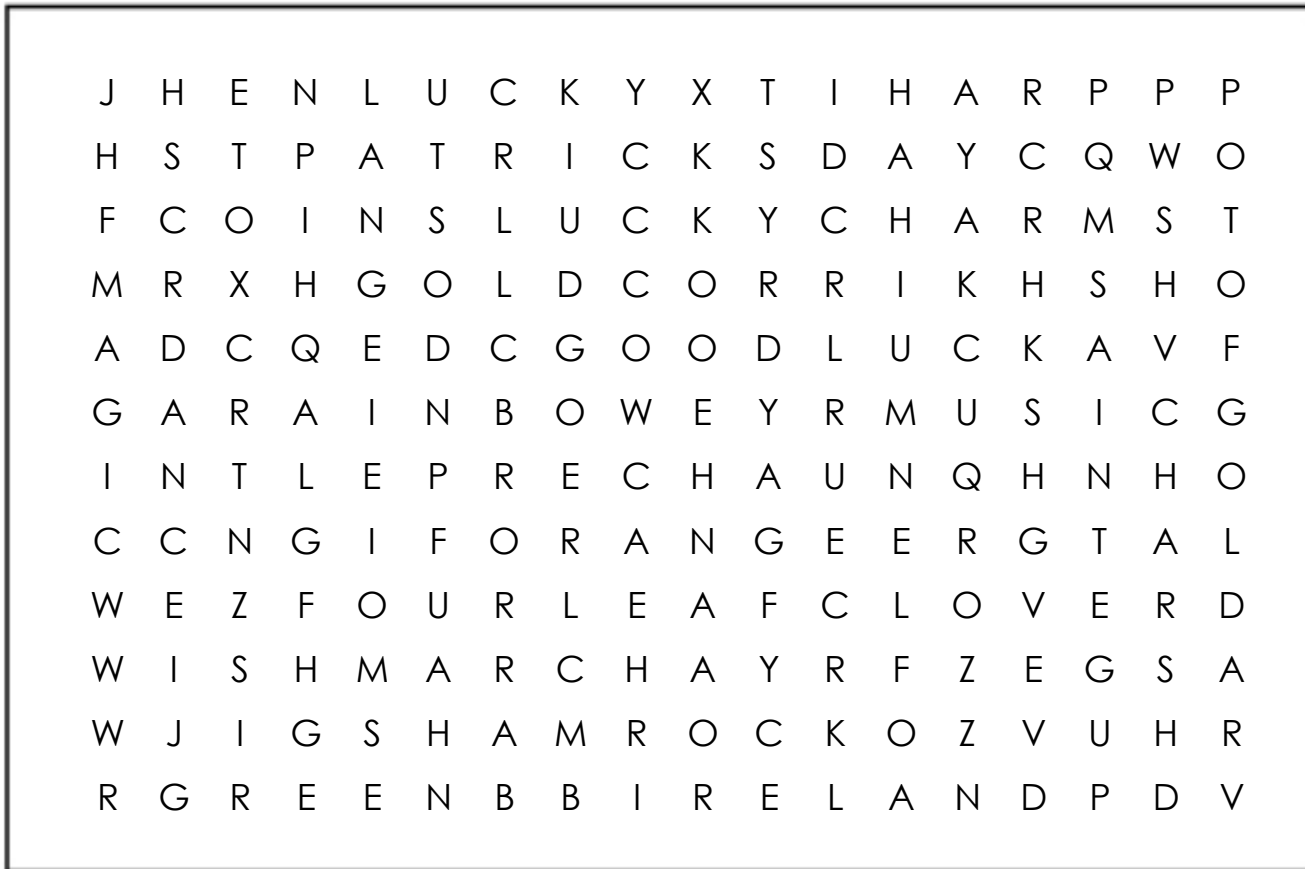 J H E N L U C K Y X T I H A R P P P
H S T P A T R I C K S D A Y C Q W O
F C O I N S L U C K Y C H A R M S T
M R X H G O L D C O R R I K H S H O
A D C Q E D C G O O D L U C K A V F
G A R A I N B O W E Y R M U S I C G
I N T L E P R E C H A U N Q H N H O
C C N G I F O R A N G E E R G T A L
W E Z F O U R L E A F C L O V E R D
W I S H M A R C H A Y R F Z E G S A
W J I G S H A M R O C K O Z V U H R
R G R E E N B B I R E L A N D P D V